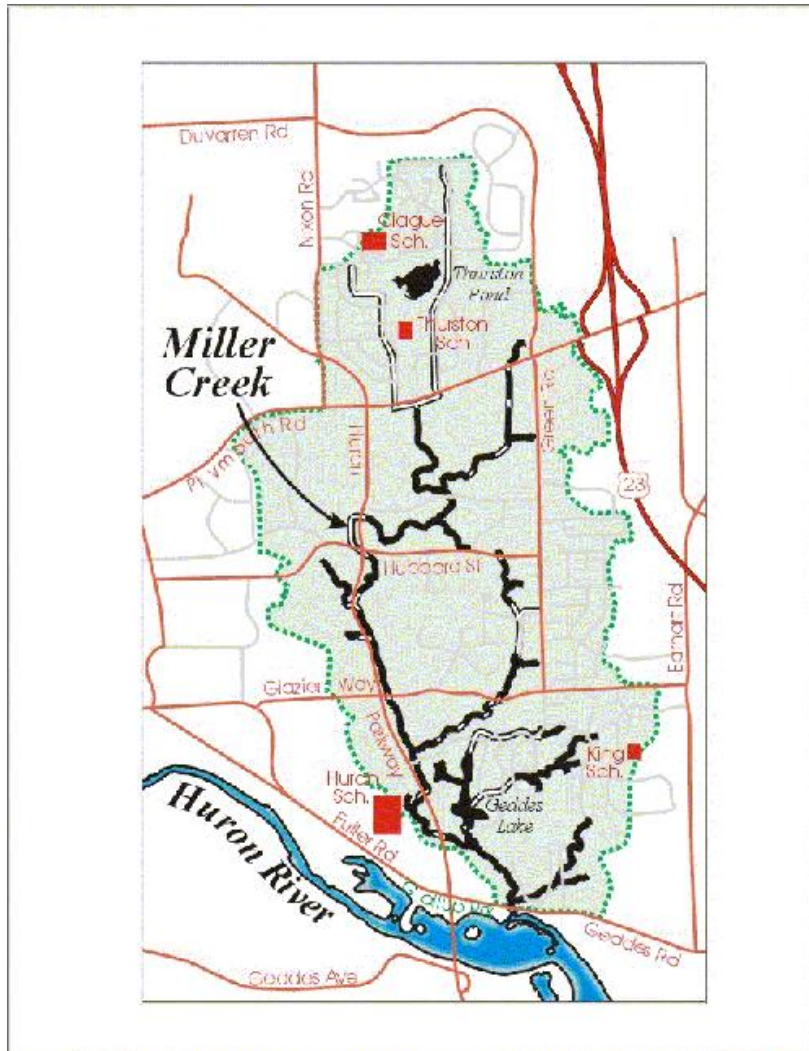 Duvarren Rd
Nixon Rd
Clague
Sch.
Thurston
Pond
Thurston
Sch
Miller
Creek
Plymouth Rd
Huron
Green Rd
23
Hubbard St
Earhart Rd
Glazier Way
Parkway
King
Sch.
Huron
Sch.
Geddes
Lake
Fuller Rd
Huron River
Gallup Pk
Geddes Rd
Geddes Ave